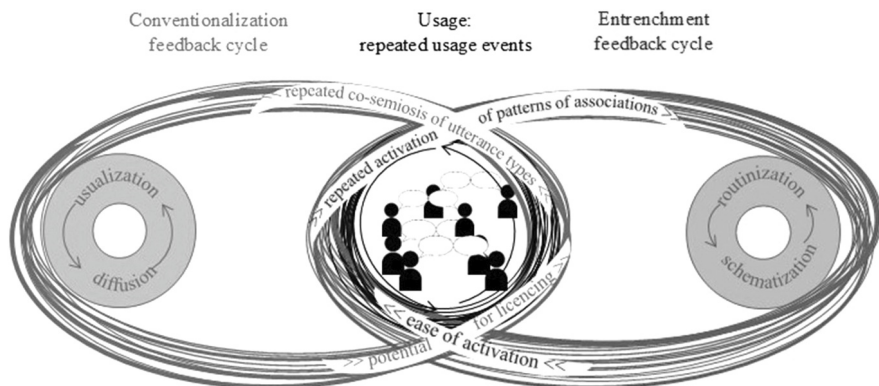 Conventionalization
feedback cycle
Usage:
repeated usage events
Entrenchment
feedback cycle
<< repeated co-semiosis of utterance types <<
>> repeated activation of patterns of associations >>
usualization
diffusion
routinization
schematization
<< ease of activation <<
>> potential for licencing >>